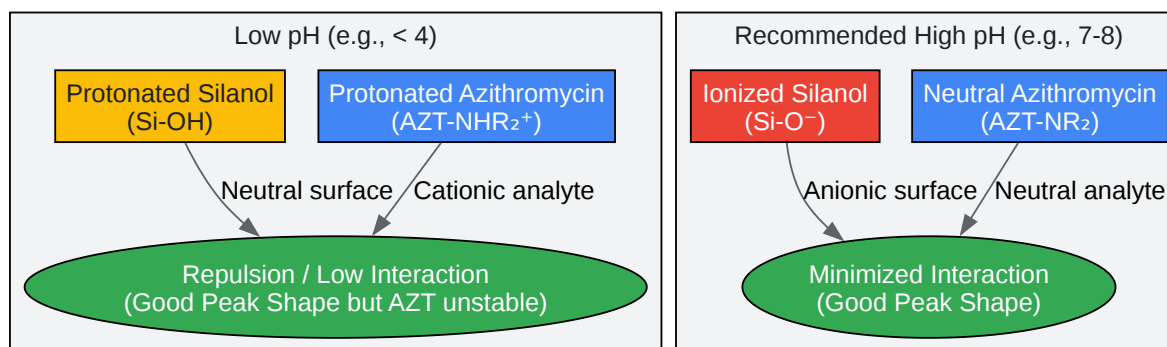 Low pH (e.g., < 4)
Protonated Silanol
(Si-OH)
Protonated Azithromycin
(AZT-NHR₂⁺)
Neutral surface
Cationic analyte
Repulsion / Low Interaction
(Good Peak Shape but AZT unstable)
Recommended High pH (e.g., 7-8)
Ionized Silanol
(Si-O⁻)
Neutral Azithromycin
(AZT-NR₂)
Anionic surface
Neutral analyte
Minimized Interaction
(Good Peak Shape)